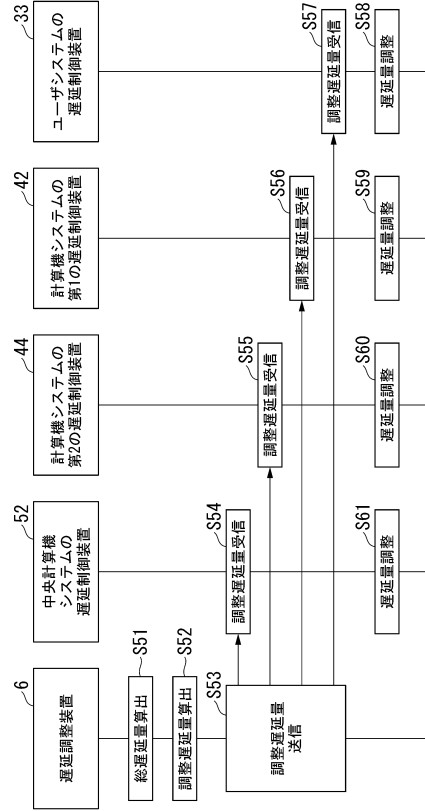 6
遅延調整装置
52
中央計算機
システムの
遅延制御装置
44
計算機システムの
第2の遅延制御装置
42
計算機システムの
第1の遅延制御装置
33
ユーザシステムの
遅延制御装置
S51
総遅延量算出
S52
調整遅延量算出
S53
調整遅延量
送信
S54
調整遅延量受信
S55
調整遅延量受信
S56
調整遅延量受信
S57
調整遅延量受信
S61
遅延量調整
S60
遅延量調整
S59
遅延量調整
S58
遅延量調整